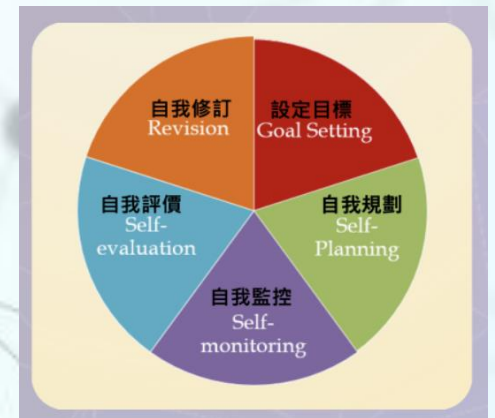 自我修訂
Revision
設定目標
Goal Setting
自我評價
Self-
evaluation
自我規劃
Self-
Planning
自我監控
Self-
monitoring